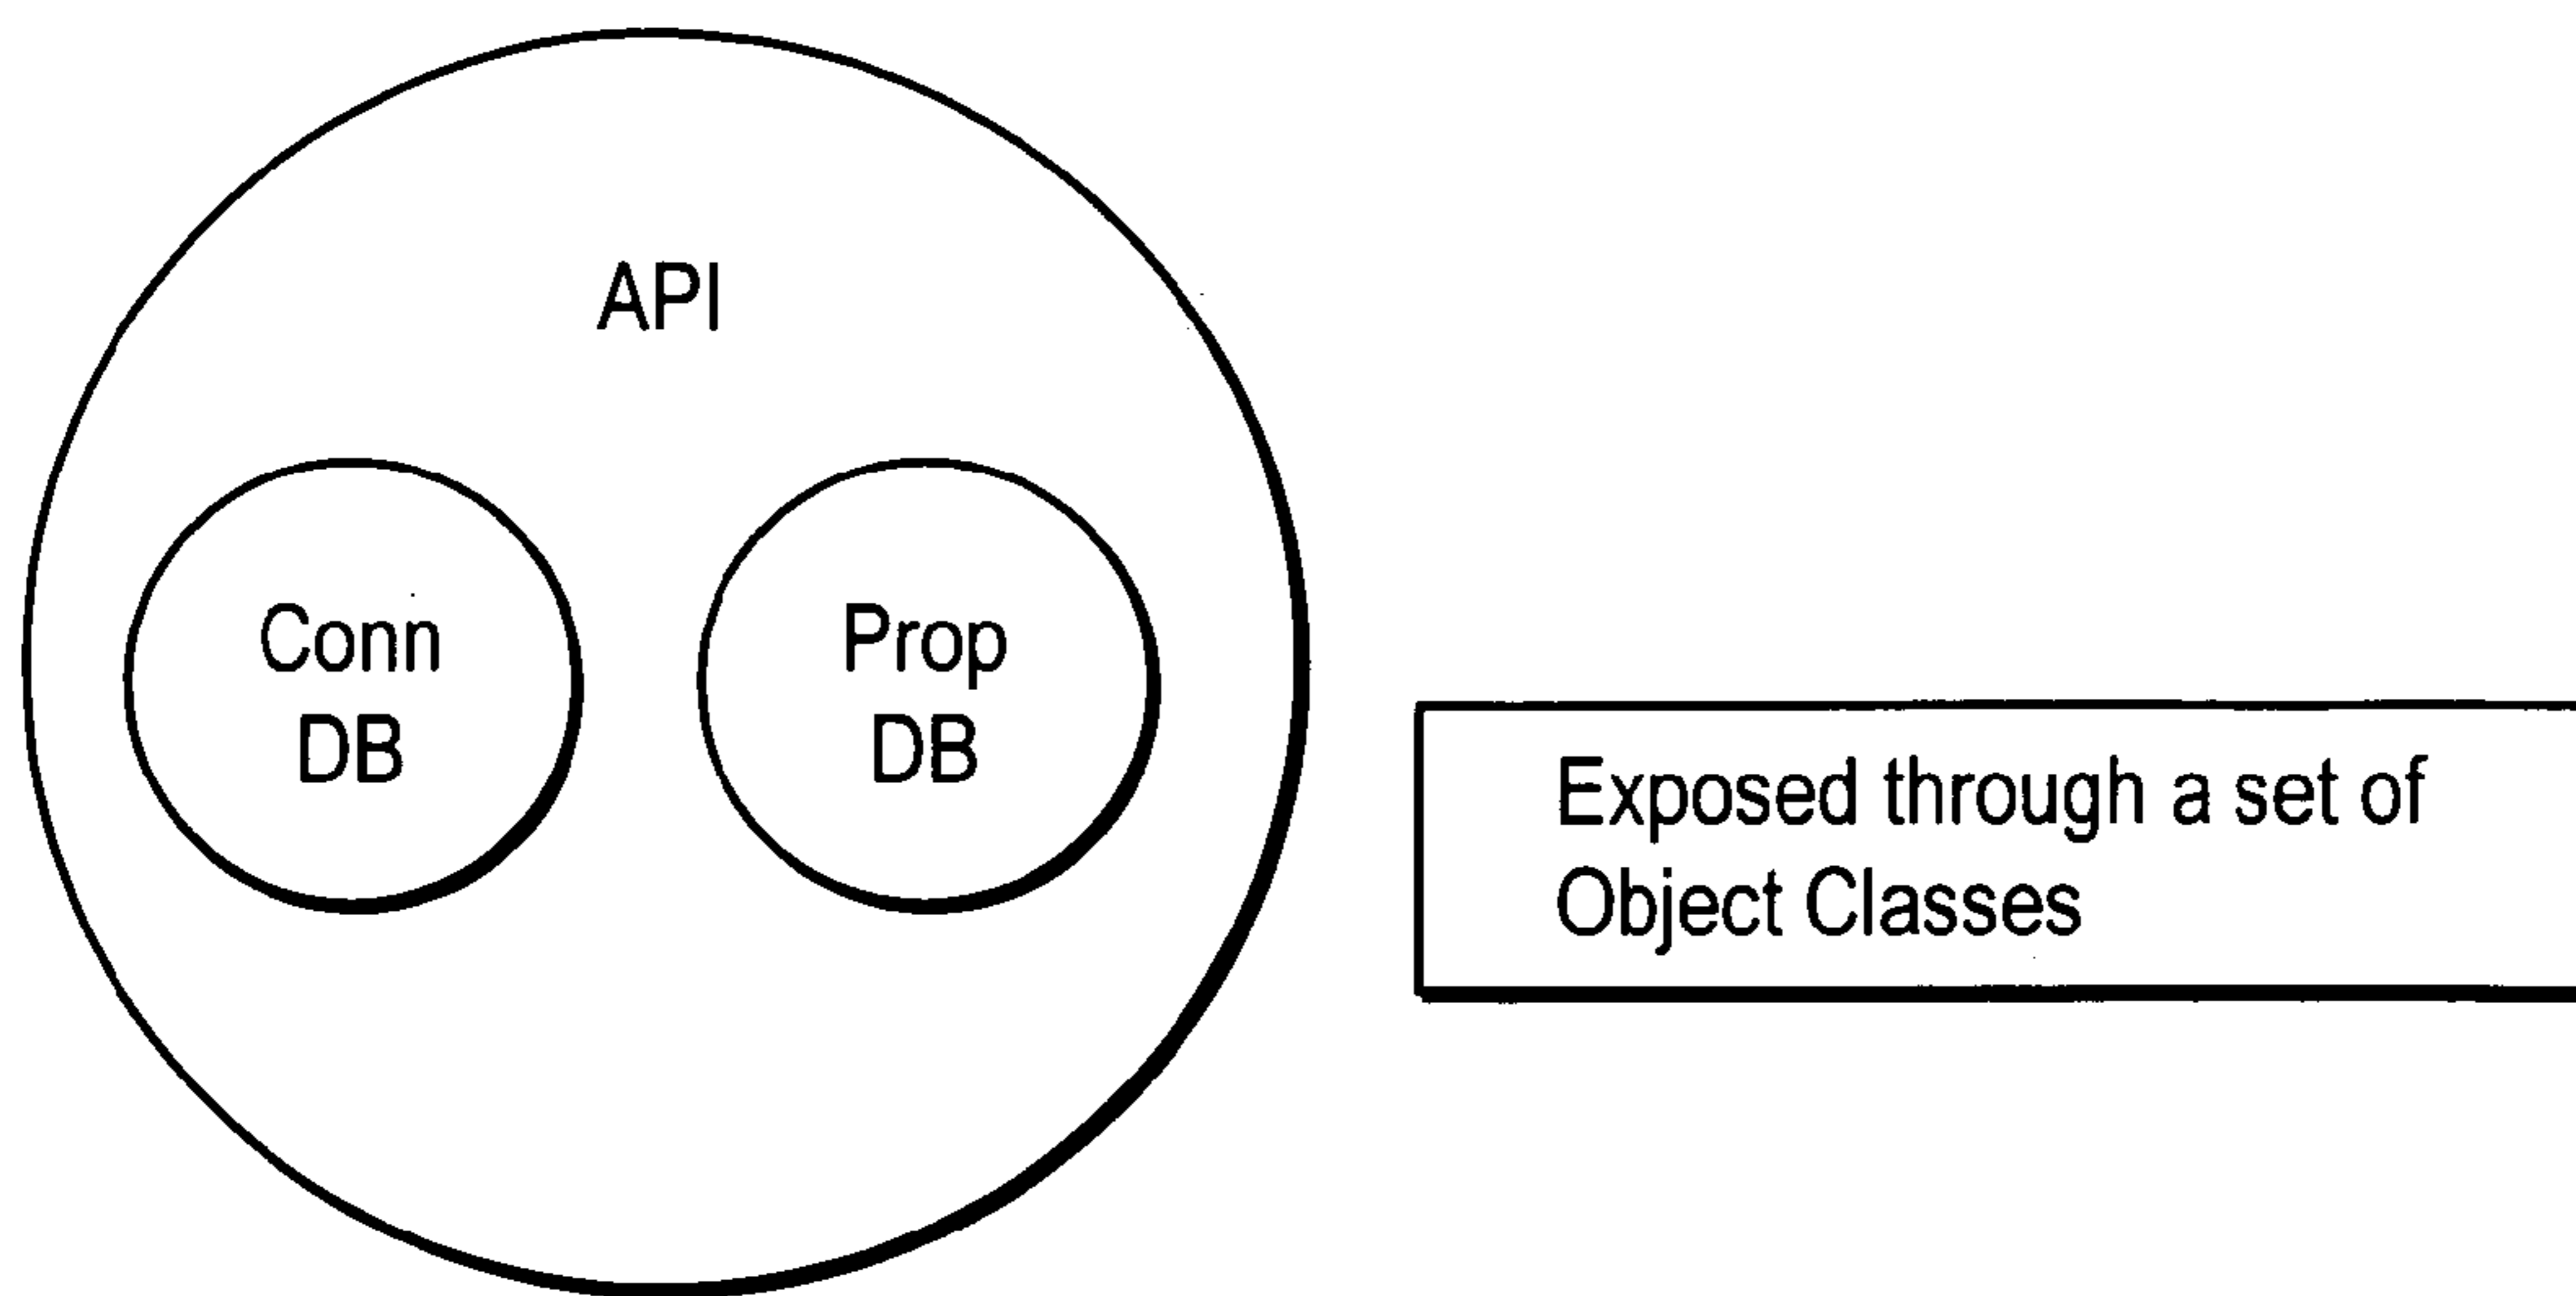 API
Conn
DB
Prop
DB
Exposed through a set of
Object Classes